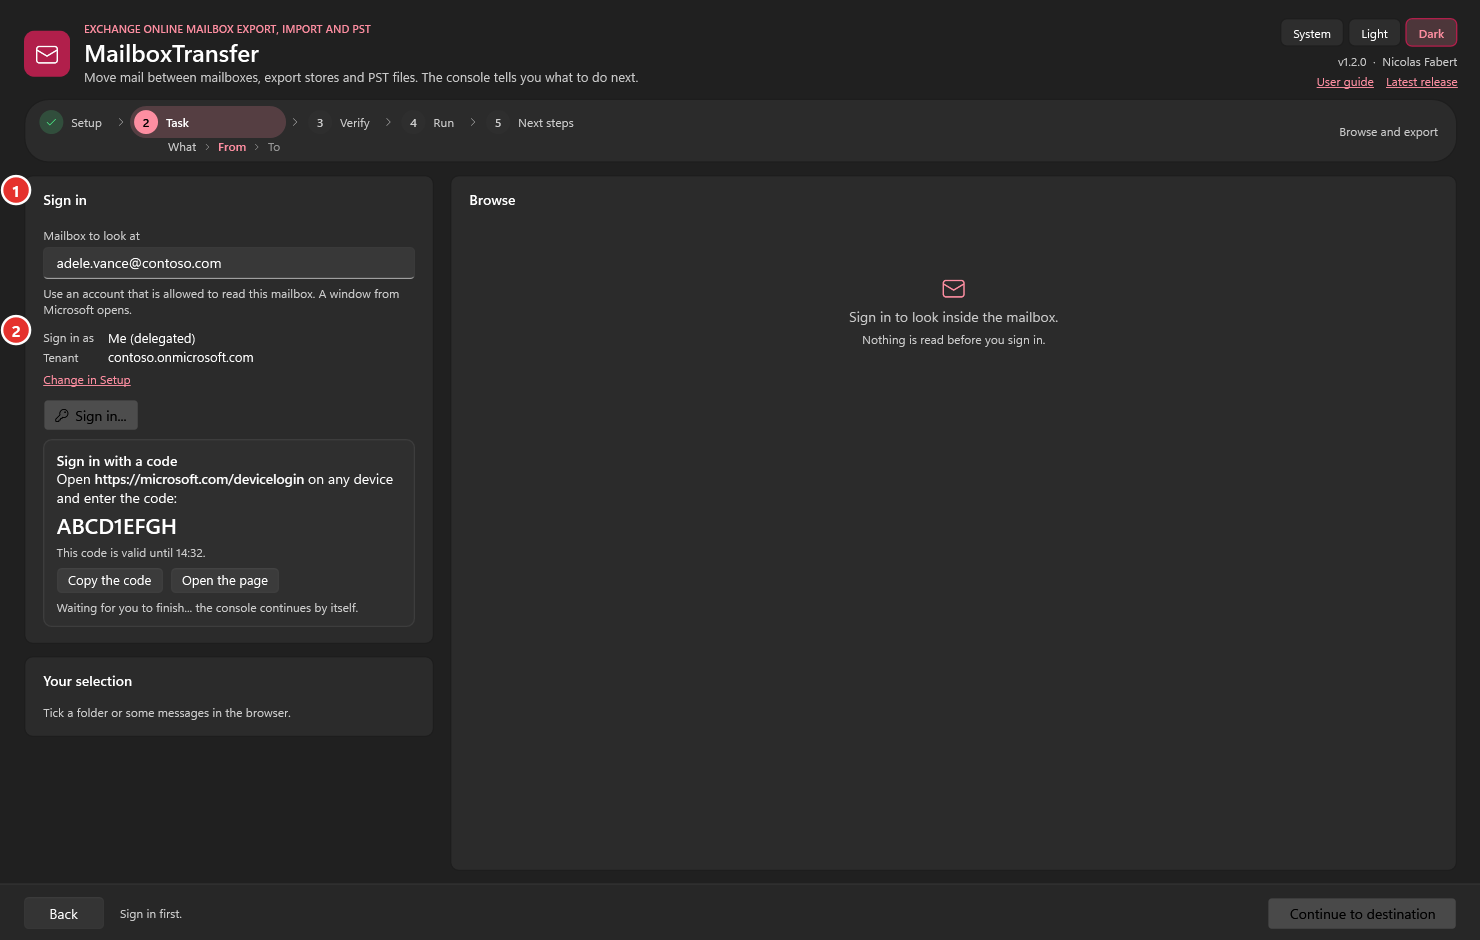 EXCHANGE ONLINE MAILBOX EXPORT, IMPORT AND PST
MailboxTransfer
Move mail between mailboxes, export stores and PST files. The console tells you what to do next.
System Light Dark
v1.2.0 · Nicolas Fabert
User guide Latest release
Setup 2 Task 3 Verify 4 Run 5 Next steps
What From To
Browse and export
1
Sign in
Mailbox to look at
adele.vance@contoso.com
Use an account that is allowed to read this mailbox. A window from
Microsoft opens.
2
Sign in as Me (delegated)
Tenant contoso.onmicrosoft.com
Change in Setup
Sign in...
Sign in with a code
Open https://microsoft.com/devicelogin on any device
and enter the code:
ABCD1EFGH
This code is valid until 14:32.
Copy the code Open the page
Waiting for you to finish... the console continues by itself.
Your selection
Tick a folder or some messages in the browser.
Browse
Sign in to look inside the mailbox.
Nothing is read before you sign in.
Back Sign in first. Continue to destination